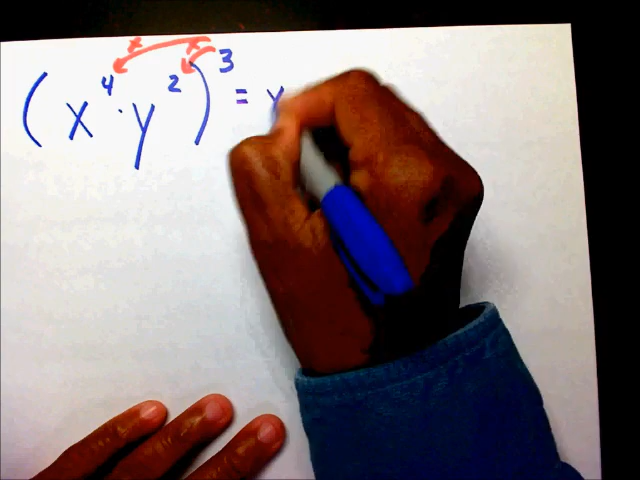 (x⁴·y²)³ = x